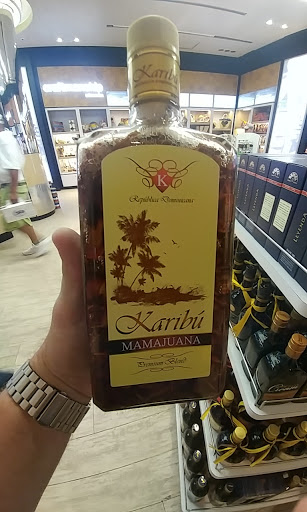 Karibú
K
República Dominicana
Karibú
MAMAJUANA
Premium Blend